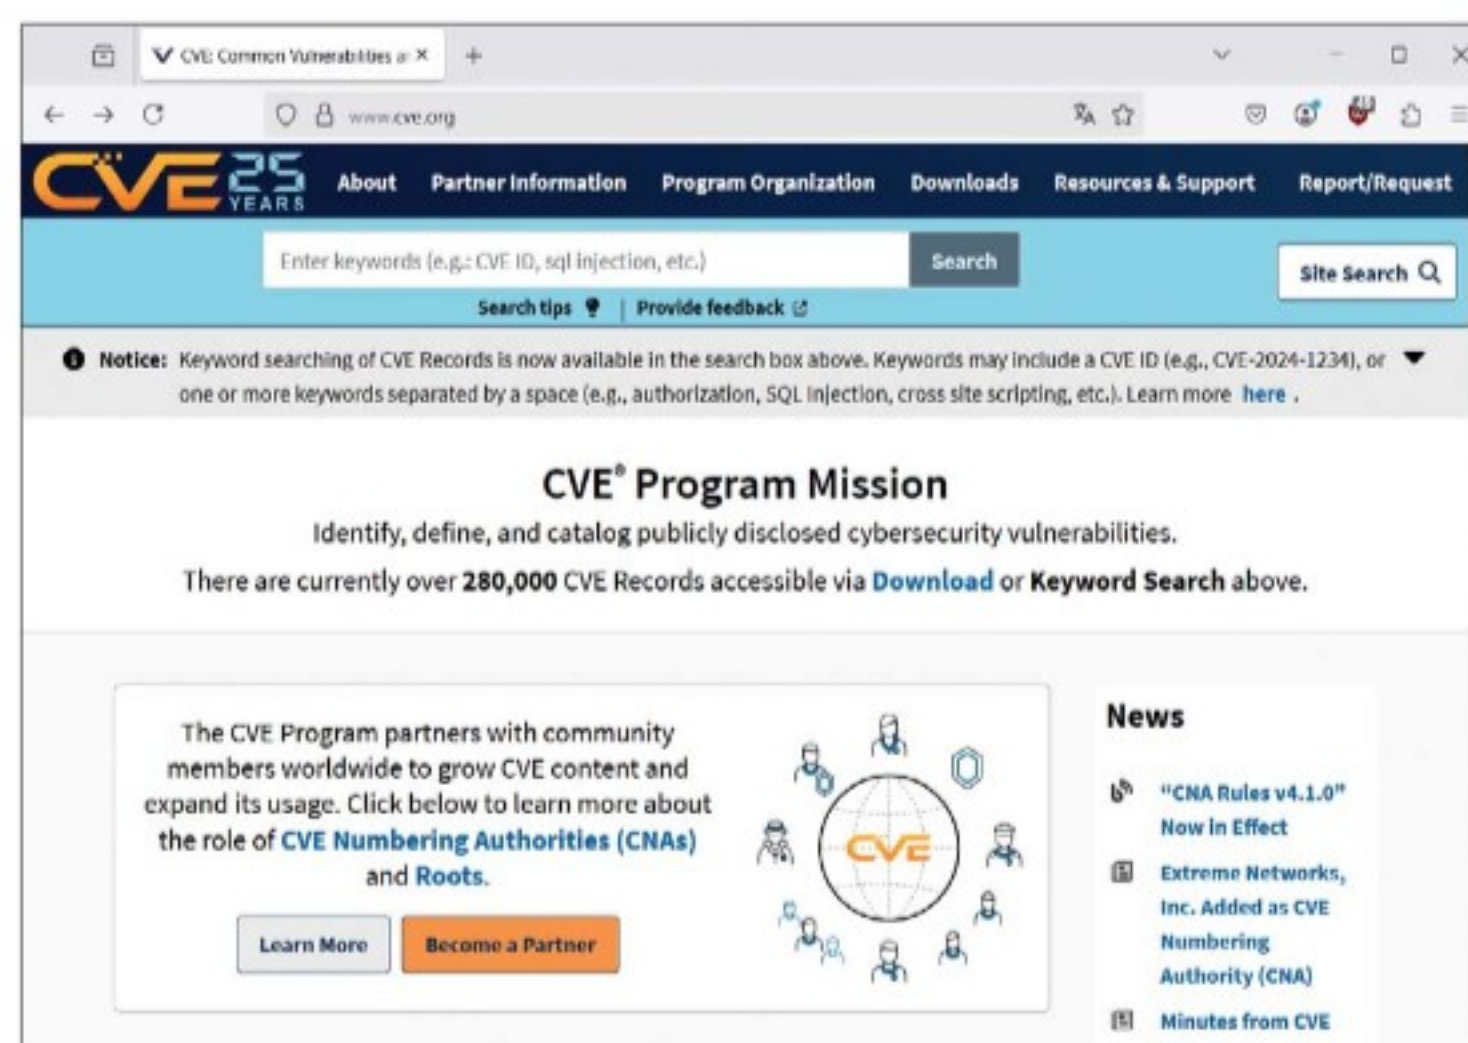 CVE: Common Vulnerabilities a
www.cve.org
CVE 25 YEARS
About Partner Information Program Organization Downloads Resources & Support Report/Request
Enter keywords (e.g.: CVE ID, sql injection, etc.) Search
Site Search
Search tips | Provide feedback
Notice: Keyword searching of CVE Records is now available in the search box above. Keywords may include a CVE ID (e.g., CVE-2024-1234), or
one or more keywords separated by a space (e.g., authorization, SQL Injection, cross site scripting, etc.). Learn more here .
CVE® Program Mission
Identify, define, and catalog publicly disclosed cybersecurity vulnerabilities.
There are currently over 280,000 CVE Records accessible via Download or Keyword Search above.
The CVE Program partners with community
members worldwide to grow CVE content and
expand its usage. Click below to learn more about
the role of CVE Numbering Authorities (CNAs)
and Roots.
Learn More Become a Partner
CVE
News
“CNA Rules v4.1.0”
Now in Effect
Extreme Networks,
Inc. Added as CVE
Numbering
Authority (CNA)
Minutes from CVE